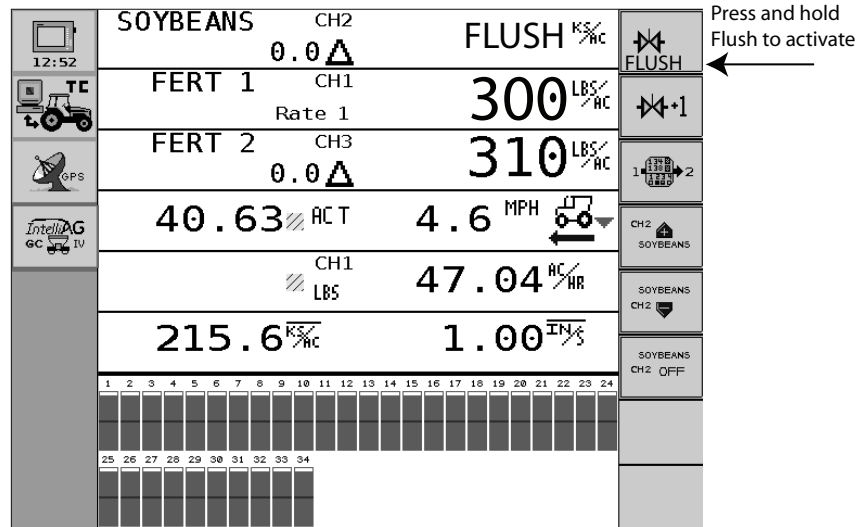 Press and hold
Flush to activate
12:52
TC
GPS
IntelliAG
GC IV
SOYBEANS CH2
0.0 FLUSH KS/AC
FERT 1 CH1
Rate 1 300 LBS/AC
FERT 2 CH3
0.0 310 LBS/AC
40.63 ACT 4.6 MPH
CH1
LBS 47.04 AC/HR
215.6 KS/AC 1.00 IN/S
1 2 3 4 5 6 7 8 9 10 11 12 13 14 15 16 17 18 19 20 21 22 23 24
25 26 27 28 29 30 31 32 33 34
FLUSH
+1
1 2
CH2
SOYBEANS
SOYBEANS
CH2
SOYBEANS
CH2 OFF